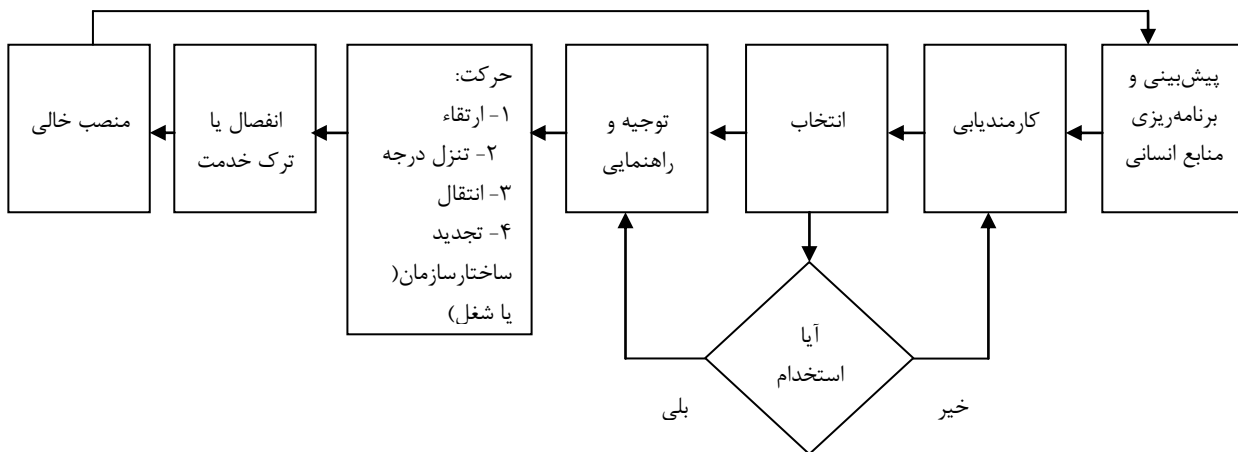 پیش‌بینی و
برنامه‌ریزی
منابع انسانی
کارمندیابی
انتخاب
توجیه و
راهنمایی
حرکت:
۱- ارتقاء
۲- تنزل درجه
۳- انتقال
۴- تجدید
ساختارسازمان(
یا شغل)
انفصال یا
ترک خدمت
منصب خالی
آیا
استخدام
خیر
بلی